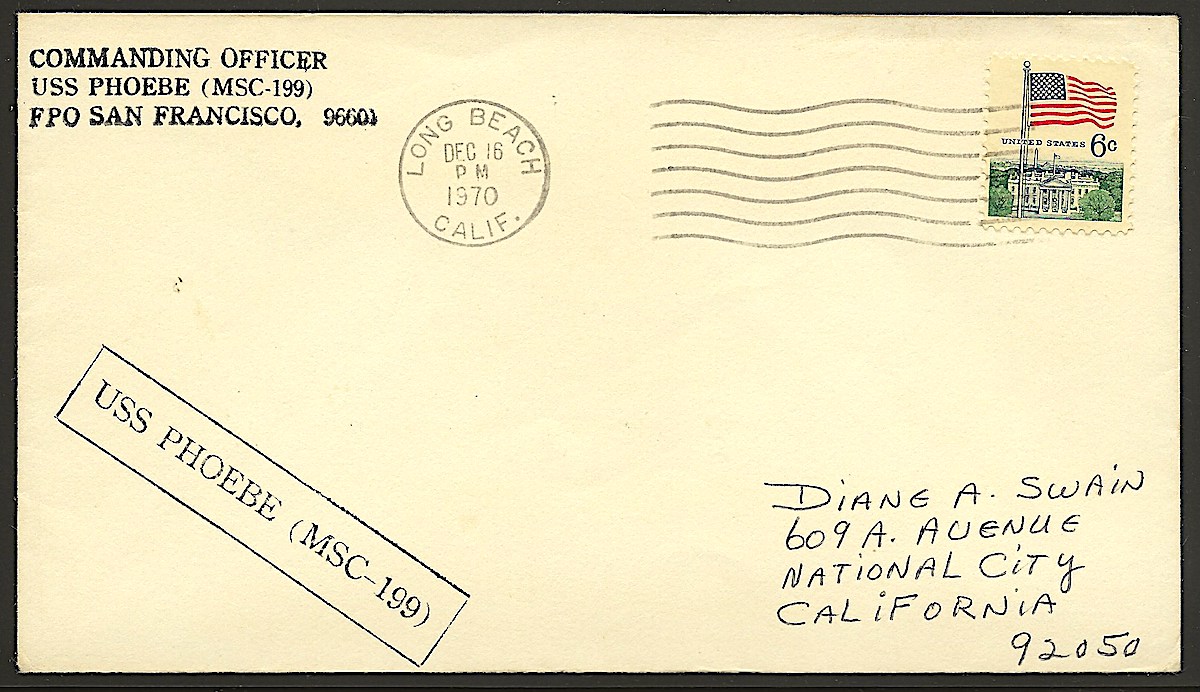 COMMANDING OFFICER
USS PHOEBE (MSC-199)
FPO SAN FRANCISCO, 96601
LONG BEACH
DEC 16
PM
1970
CALIF.
UNITED STATES 6c
USS PHOEBE (MSC-199)
DIANE A. SWAIN
609 A. AVENUE
NATIONAL CITY
CALIFORNIA
92050